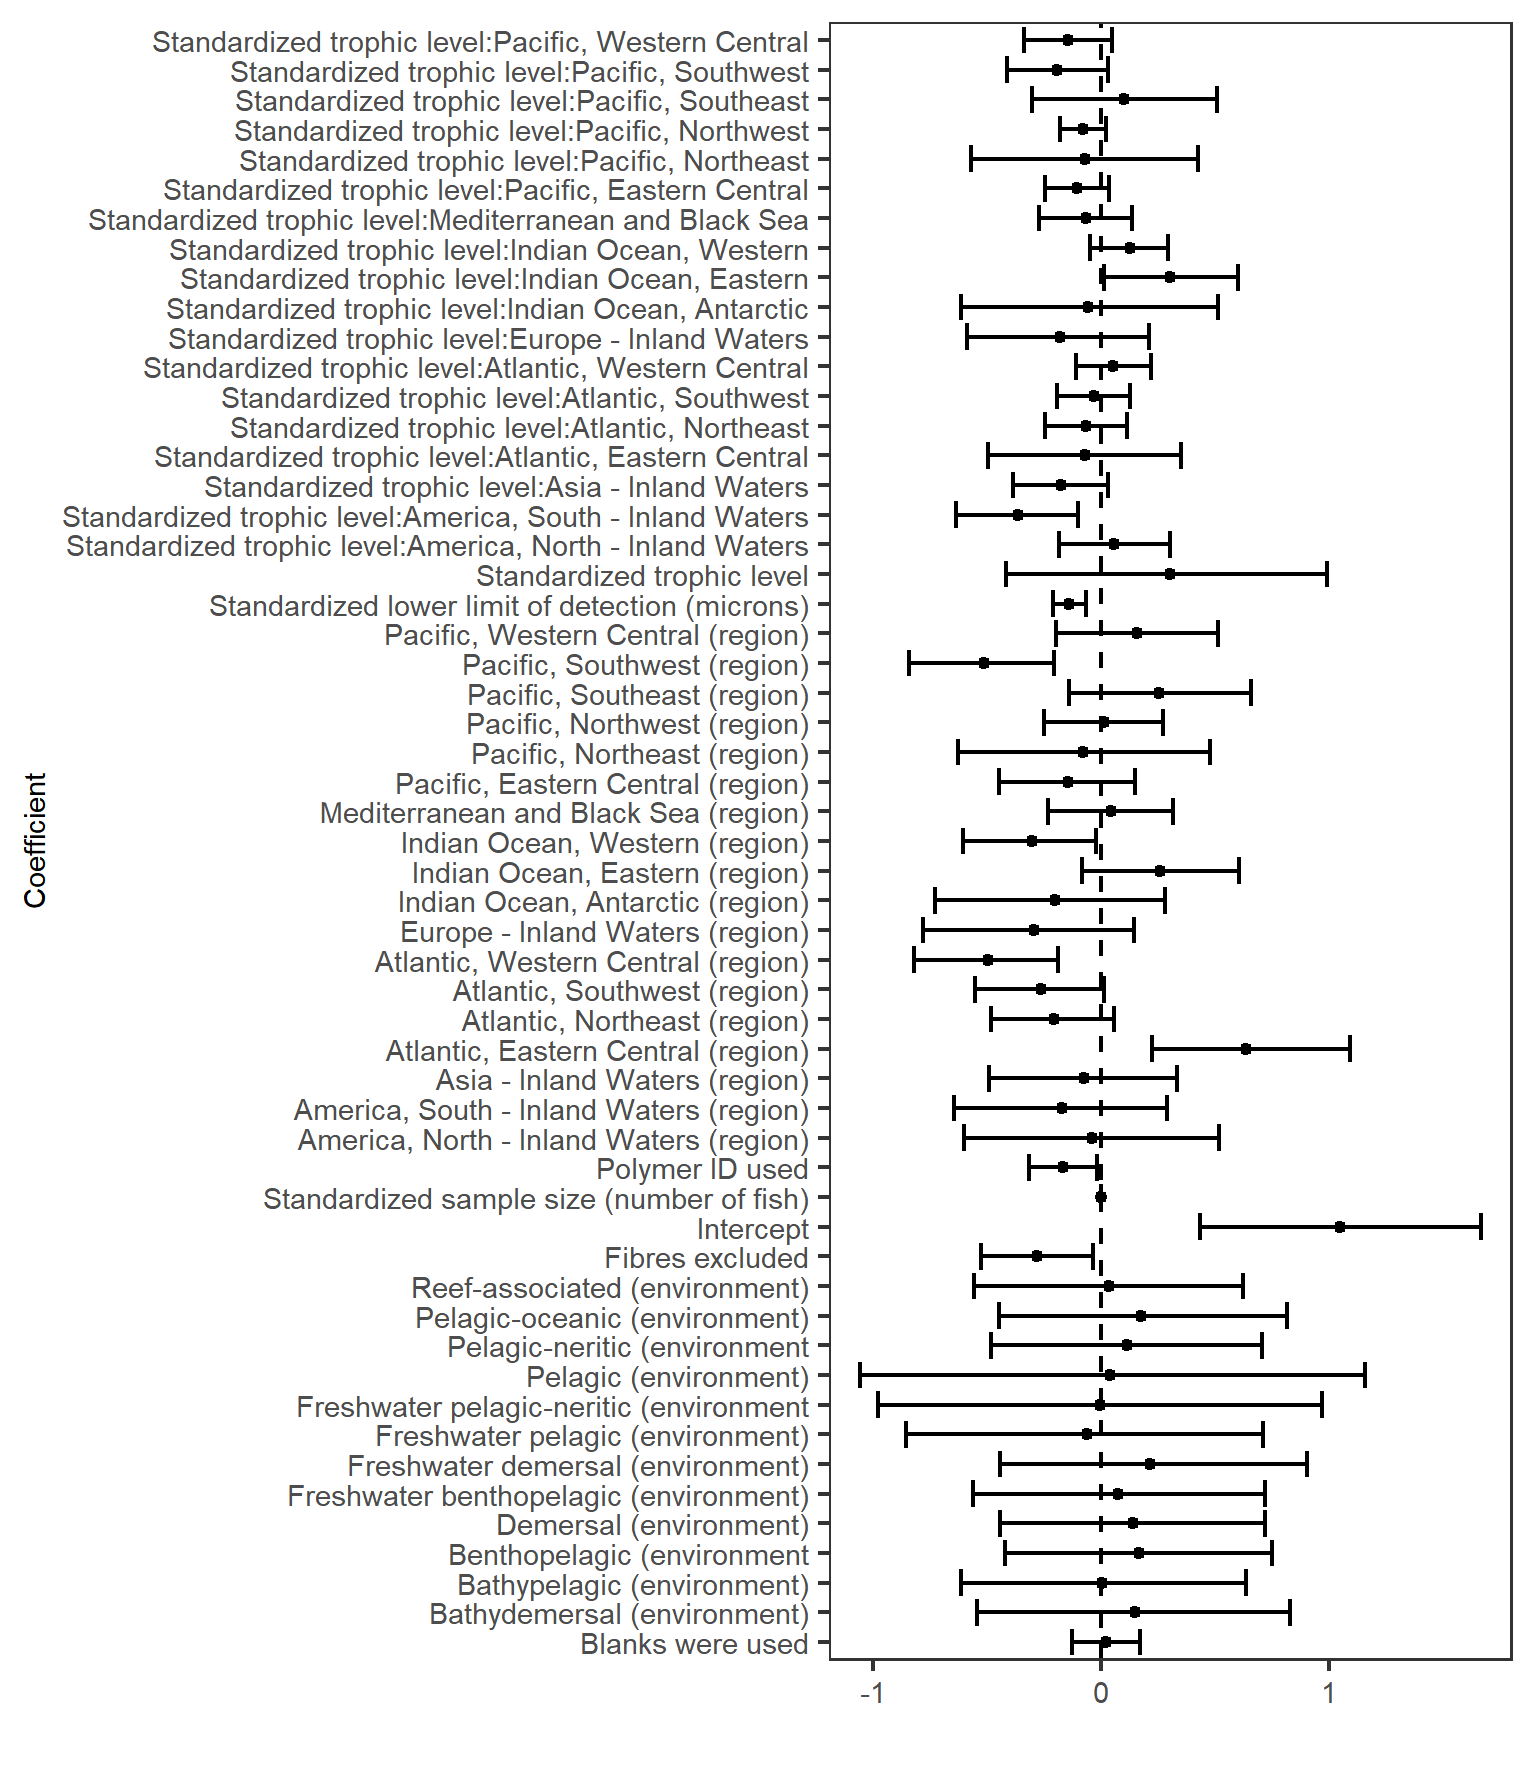 Standardized trophic level:Pacific, Western Central
Standardized trophic level:Pacific, Southwest
Standardized trophic level:Pacific, Southeast
Standardized trophic level:Pacific, Northwest
Standardized trophic level:Pacific, Northeast
Standardized trophic level:Pacific, Eastern Central
Standardized trophic level:Mediterranean and Black Sea
Standardized trophic level:Indian Ocean, Western
Standardized trophic level:Indian Ocean, Eastern
Standardized trophic level:Indian Ocean, Antarctic
Standardized trophic level:Europe - Inland Waters
Standardized trophic level:Atlantic, Western Central
Standardized trophic level:Atlantic, Southwest
Standardized trophic level:Atlantic, Northeast
Standardized trophic level:Atlantic, Eastern Central
Standardized trophic level:Asia - Inland Waters
Standardized trophic level:America, South - Inland Waters
Standardized trophic level:America, North - Inland Waters
Standardized trophic level
Standardized lower limit of detection (microns)
Pacific, Western Central (region)
Pacific, Southwest (region)
Pacific, Southeast (region)
Pacific, Northwest (region)
Pacific, Northeast (region)
Pacific, Eastern Central (region)
Mediterranean and Black Sea (region)
Indian Ocean, Western (region)
Indian Ocean, Eastern (region)
Indian Ocean, Antarctic (region)
Europe - Inland Waters (region)
Atlantic, Western Central (region)
Atlantic, Southwest (region)
Atlantic, Northeast (region)
Atlantic, Eastern Central (region)
Asia - Inland Waters (region)
America, South - Inland Waters (region)
America, North - Inland Waters (region)
Polymer ID used
Standardized sample size (number of fish)
Intercept
Fibres excluded
Reef-associated (environment)
Pelagic-oceanic (environment)
Pelagic-neritic (environment
Pelagic (environment)
Freshwater pelagic-neritic (environment
Freshwater pelagic (environment)
Freshwater demersal (environment)
Freshwater benthopelagic (environment)
Demersal (environment)
Benthopelagic (environment
Bathypelagic (environment)
Bathydemersal (environment)
Blanks were used
Coefficient
-1 0 1